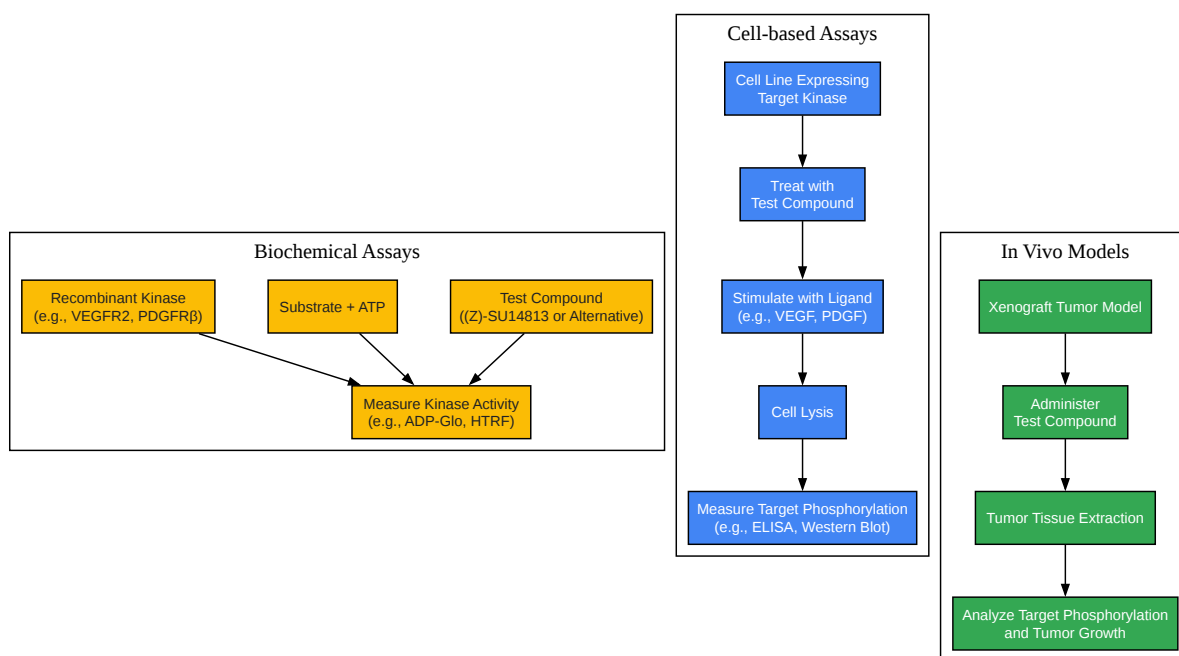 Biochemical Assays
Recombinant Kinase
(e.g., VEGFR2, PDGFRβ)
Substrate + ATP
Test Compound
((Z)-SU14813 or Alternative)
Measure Kinase Activity
(e.g., ADP-Glo, HTRF)
Cell-based Assays
Cell Line Expressing
Target Kinase
Treat with
Test Compound
Stimulate with Ligand
(e.g., VEGF, PDGF)
Cell Lysis
Measure Target Phosphorylation
(e.g., ELISA, Western Blot)
In Vivo Models
Xenograft Tumor Model
Administer
Test Compound
Tumor Tissue Extraction
Analyze Target Phosphorylation
and Tumor Growth